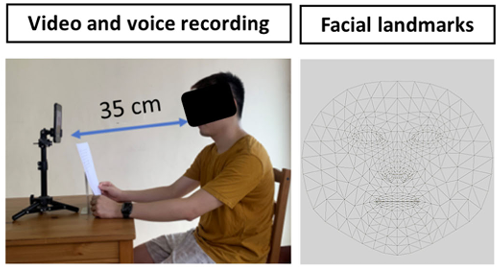 Video and voice recording
Facial landmarks
35 cm